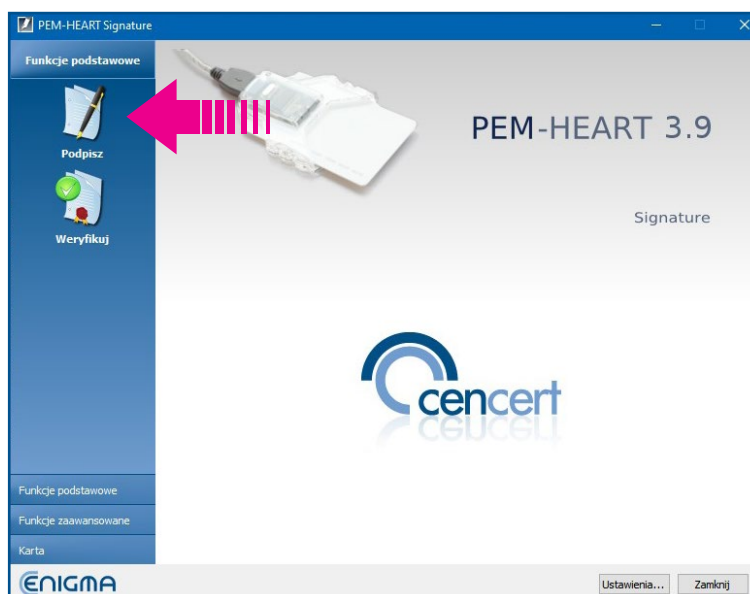 PEM-HEART Signature
Funkcje podstawowe
Podpisz
Weryfikuj
PEM-HEART 3.9
Signature
cencert
Funkcje podstawowe
Funkcje zaawansowane
Karta
ENIGMA
Ustawienia...
Zamknij